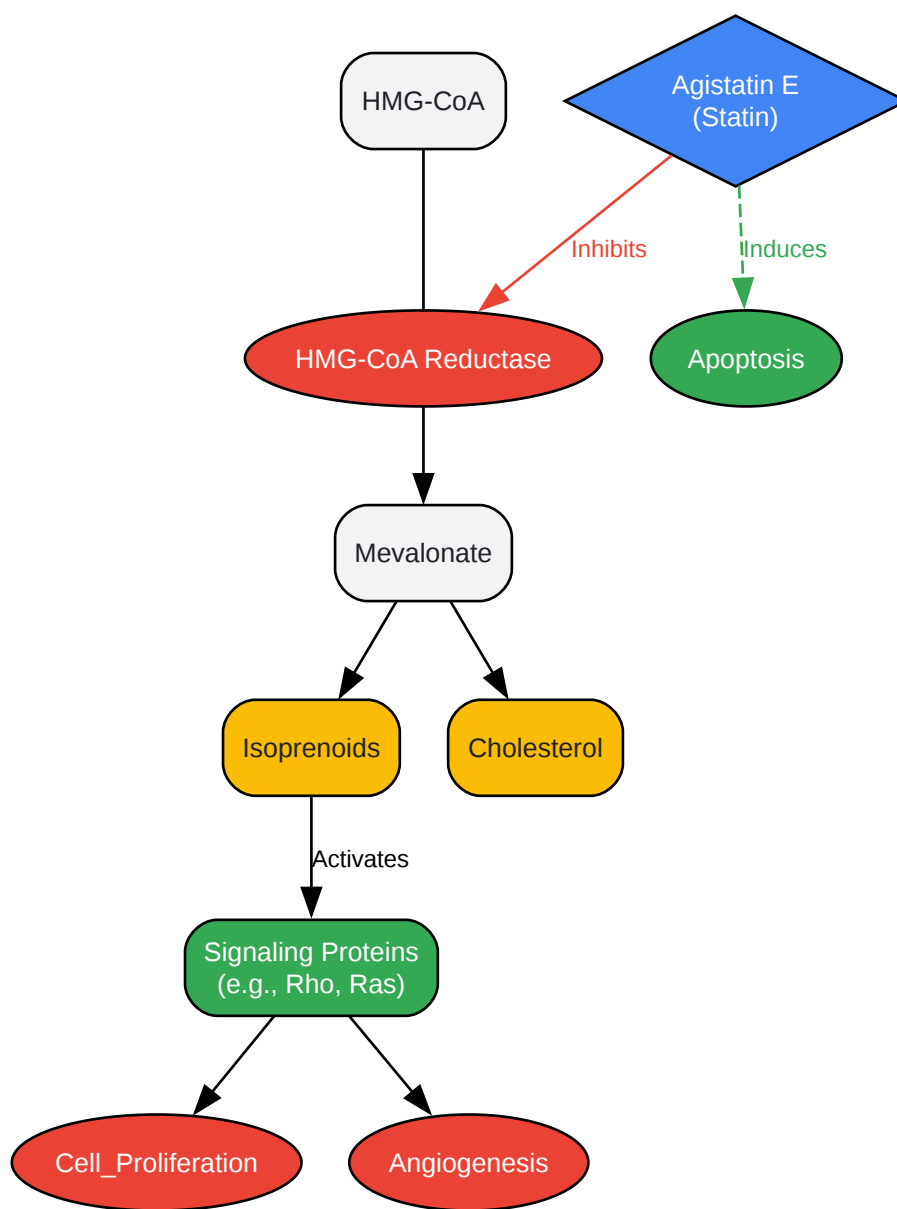 HMG-CoA
Agistatin E
(Statin)
Inhibits
Induces
HMG-CoA Reductase
Apoptosis
Mevalonate
Isoprenoids
Cholesterol
Activates
Signaling Proteins
(e.g., Rho, Ras)
Cell_Proliferation
Angiogenesis